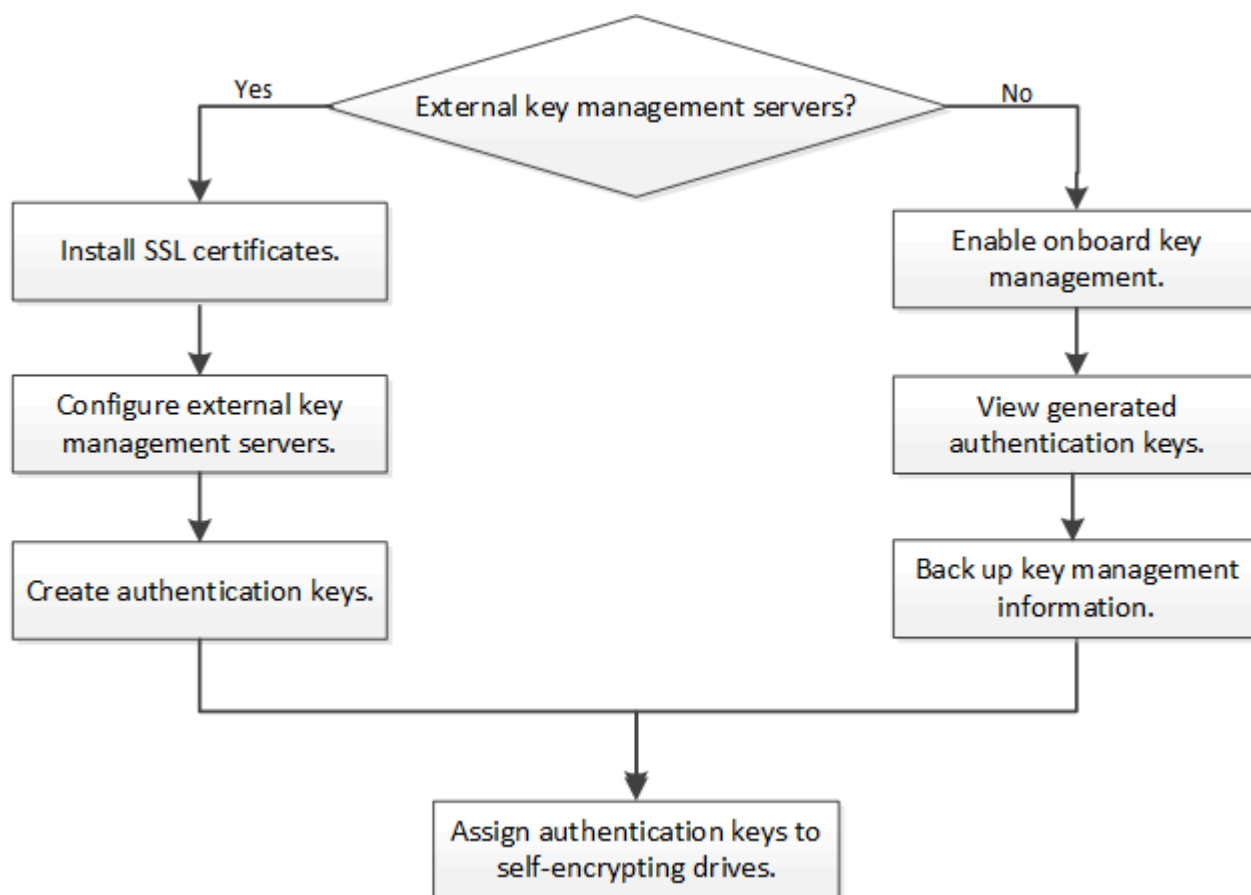 Yes
External key management servers?
No
Install SSL certificates.
Enable onboard key
management.
Configure external key
management servers.
View generated
authentication keys.
Create authentication keys.
Back up key management
information.
Assign authentication keys to
self-encrypting drives.